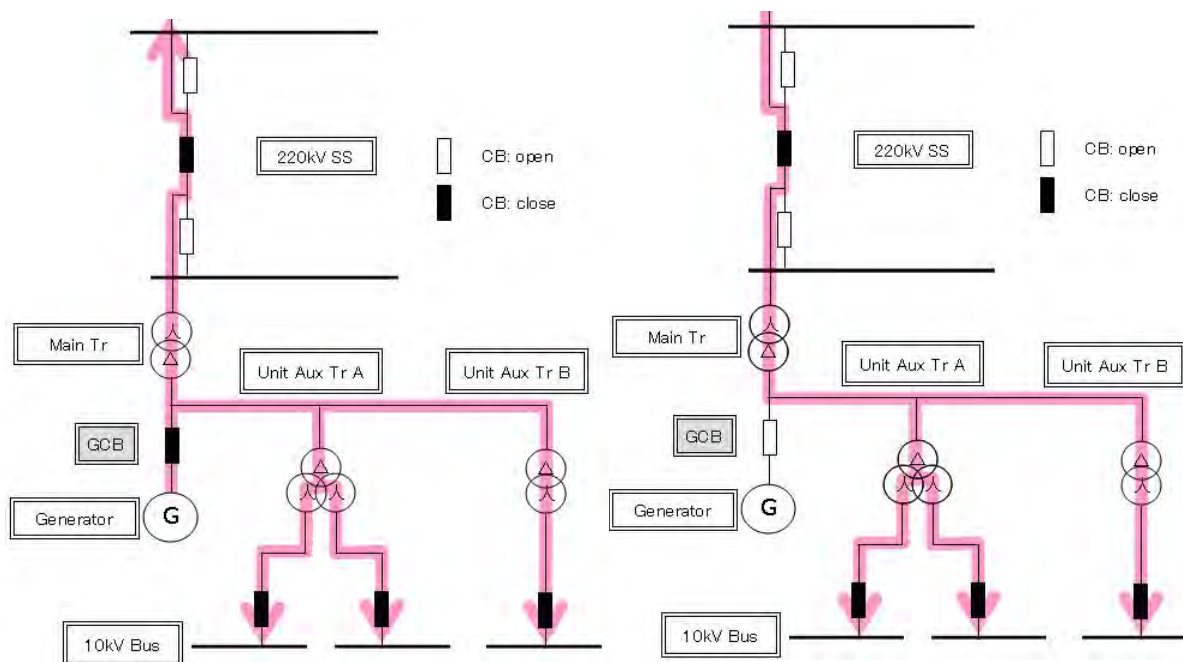 220kV SS
CB: open
CB: close
Main Tr
Unit Aux Tr A
Unit Aux Tr B
GCB
Generator
G
10kV Bus
220kV SS
CB: open
CB: close
Main Tr
Unit Aux Tr A
Unit Aux Tr B
GCB
Generator
G
10kV Bus